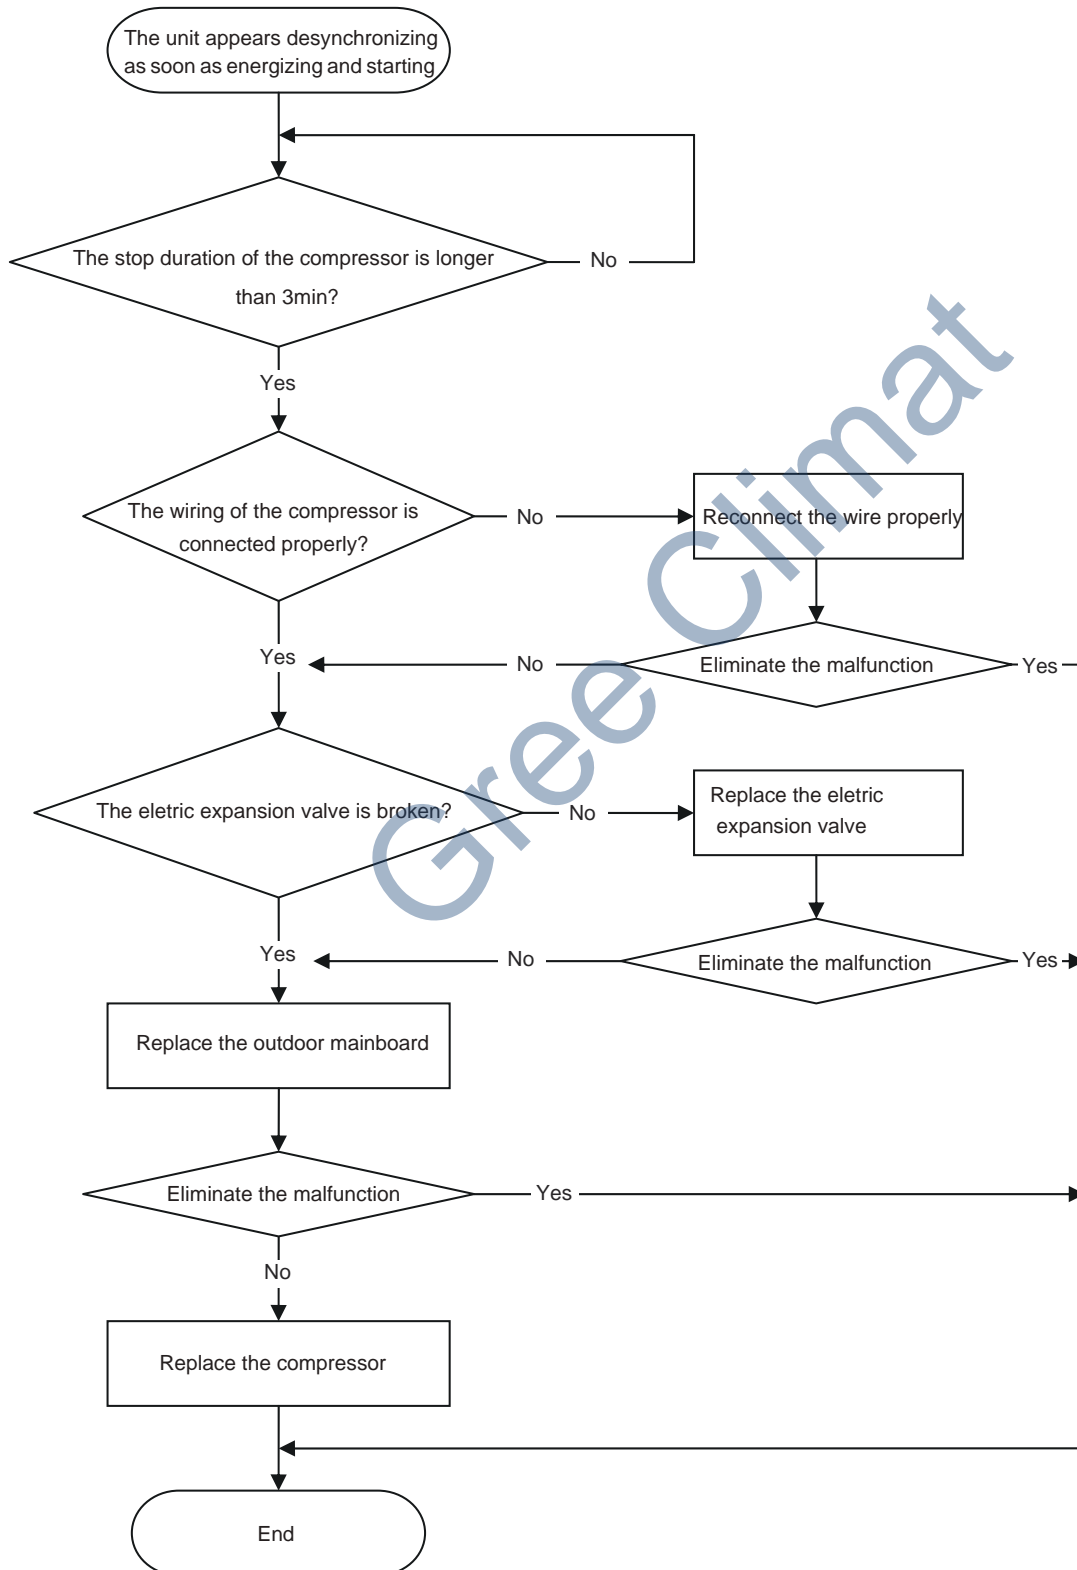 The unit appears desynchronizing
as soon as energizing and starting
The stop duration of the compressor is longer
than 3min?
No
Yes
The wiring of the compressor is
connected properly?
No
Reconnect the wire properly
Yes
No
Eliminate the malfunction
Yes
The eletric expansion valve is broken?
No
Replace the eletric
expansion valve
Yes
No
Eliminate the malfunction
Yes
Replace the outdoor mainboard
Eliminate the malfunction
Yes
No
Replace the compressor
End
Gree Climat